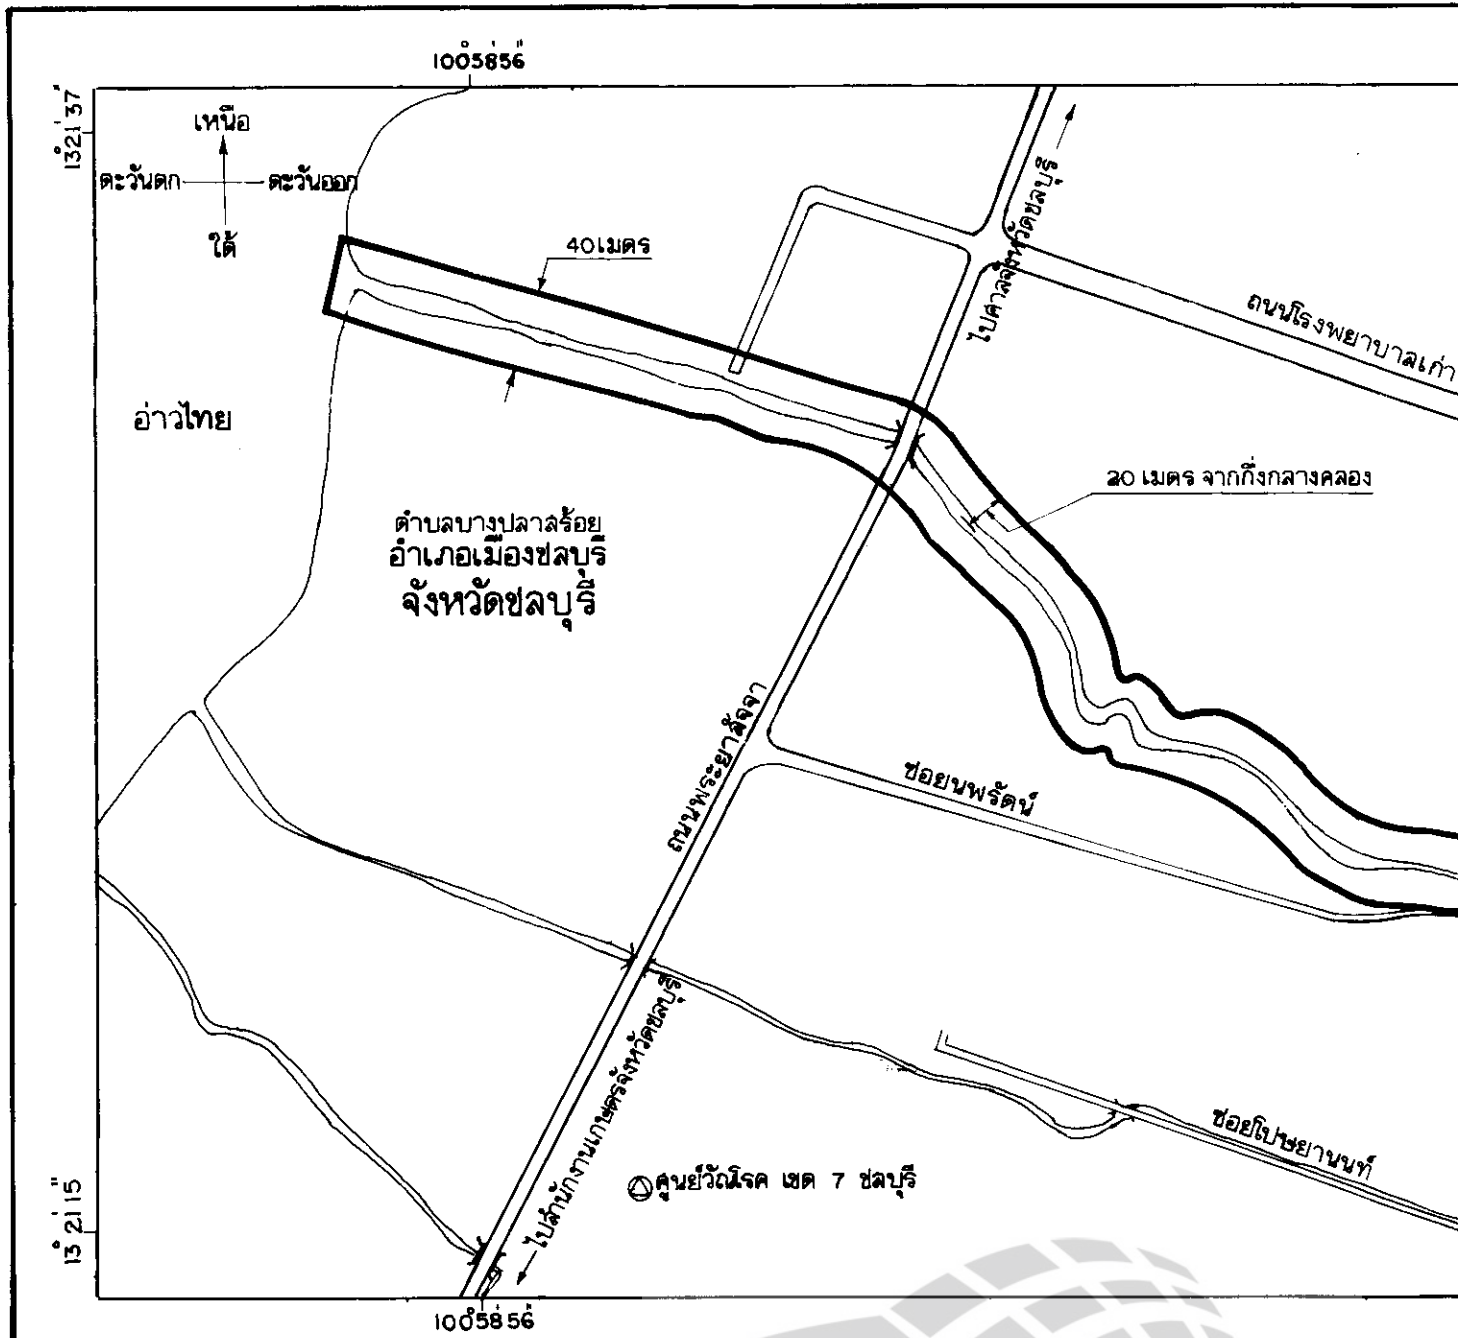 100°58'56"
13°21'37"
เหนือ
ตะวันตก
ตะวันออก
ใต้
40 เมตร
ไปศาลจังหวัดชลบุรี
ถนนโรงพยาบาลเก่า
อ่าวไทย
20 เมตร จากกึ่งกลางคลอง
ตำบลบางปลาสร้อย
อำเภอเมืองชลบุรี
จังหวัดชลบุรี
ถนนพระยาสัจจา
ซอยนพรัตน์
ไปสำนักงานเกษตรจังหวัดชลบุรี
ซอยโปษยานนท์
ศูนย์วัณโรค เขต 7 ชลบุรี
13°21'15"
100°58'56"